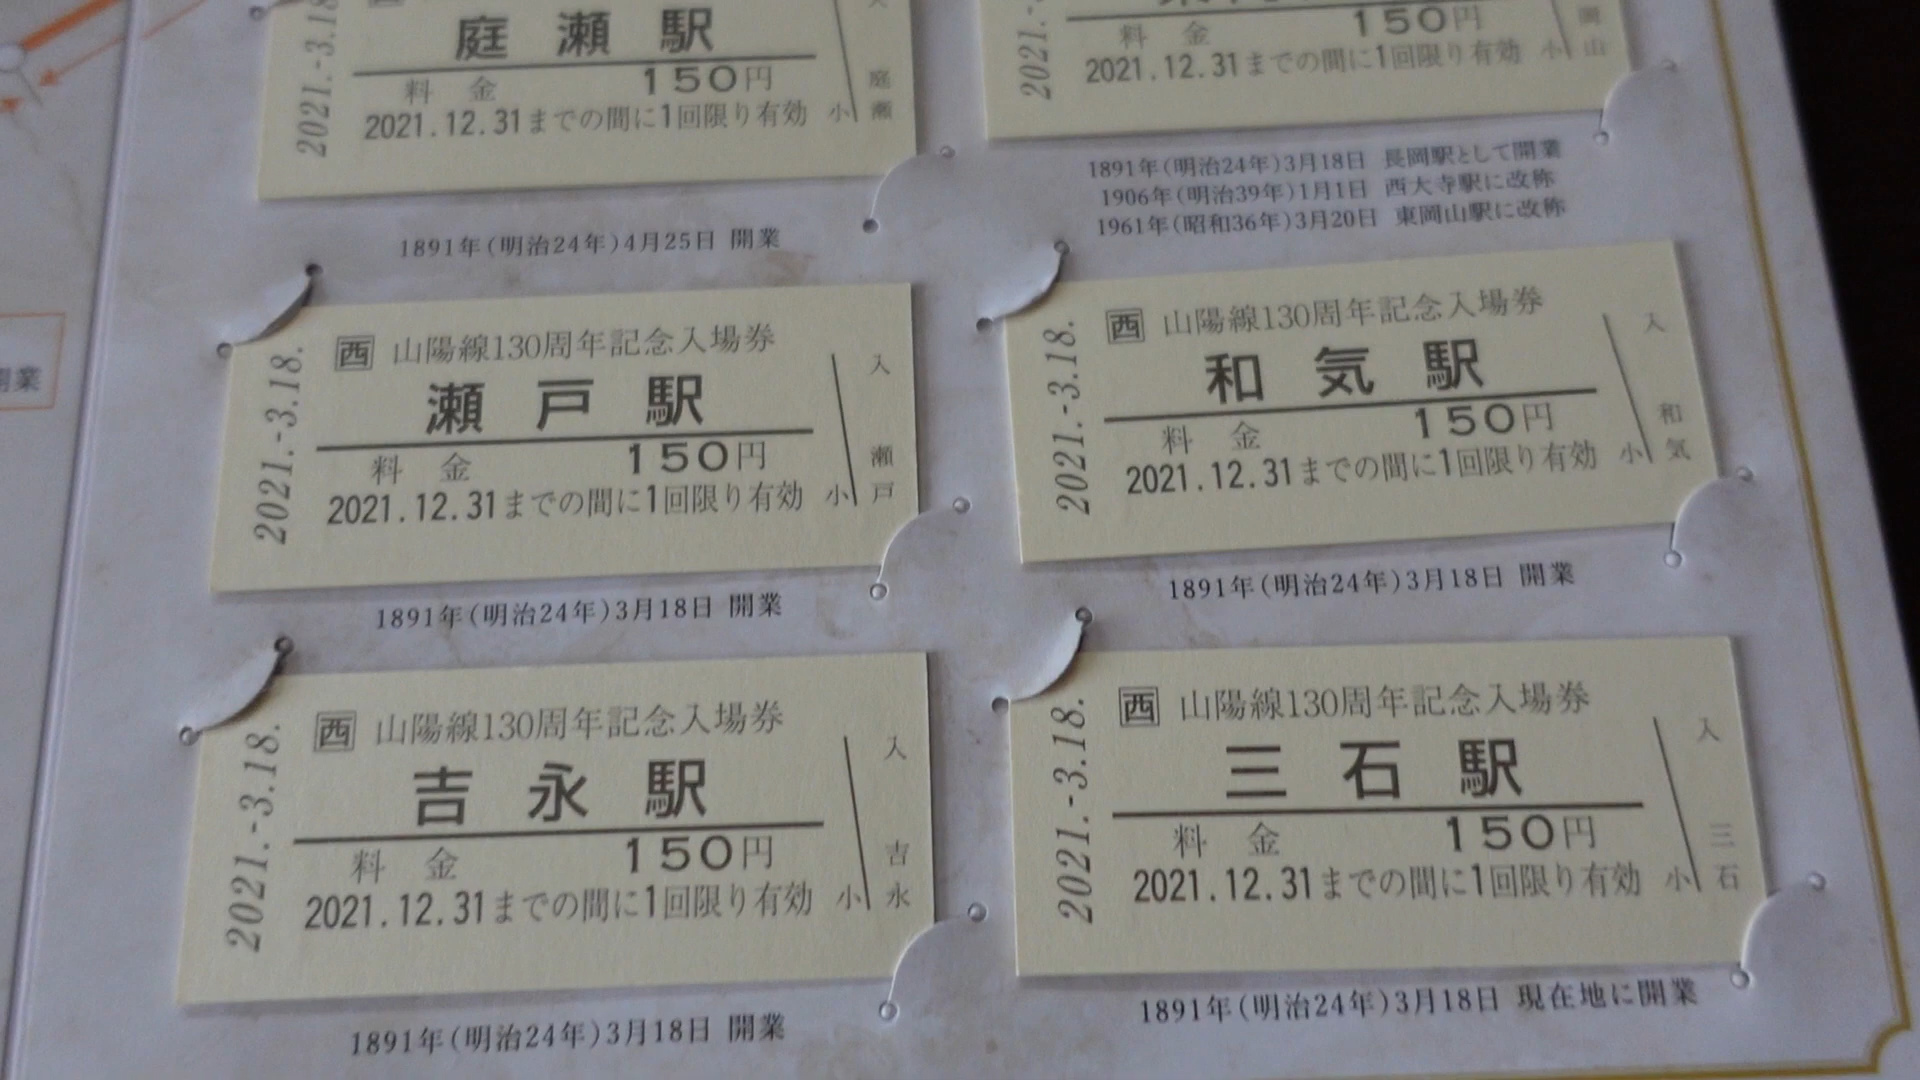 2021.-3.18
庭瀬駅
料金 150円
2021.12.31までの間に1回限り有効
小
庭瀬
1891年(明治24年)4月25日 開業
2021.-
150円
料金
2021.12.31までの間に1回限り有効
小
岡山
1891年(明治24年)3月18日 長岡駅として開業
1906年(明治39年)1月1日 西大寺駅に改称
1961年(昭和36年)3月20日 東岡山駅に改称
開業
2021.-3.18.
西 山陽線130周年記念入場券
瀬戸駅
料金 150円
2021.12.31までの間に1回限り有効
小
入
瀬戸
1891年(明治24年)3月18日 開業
2021.-3.18.
西 山陽線130周年記念入場券
和気駅
料金 150円
2021.12.31までの間に1回限り有効
小
入
和気
1891年(明治24年)3月18日 開業
2021.-3.18.
西 山陽線130周年記念入場券
吉永駅
料金 150円
2021.12.31までの間に1回限り有効
小
入
吉永
1891年(明治24年)3月18日 開業
2021.-3.18.
西 山陽線130周年記念入場券
三石駅
料金 150円
2021.12.31までの間に1回限り有効
小
入
三石
1891年(明治24年)3月18日 現在地に開業